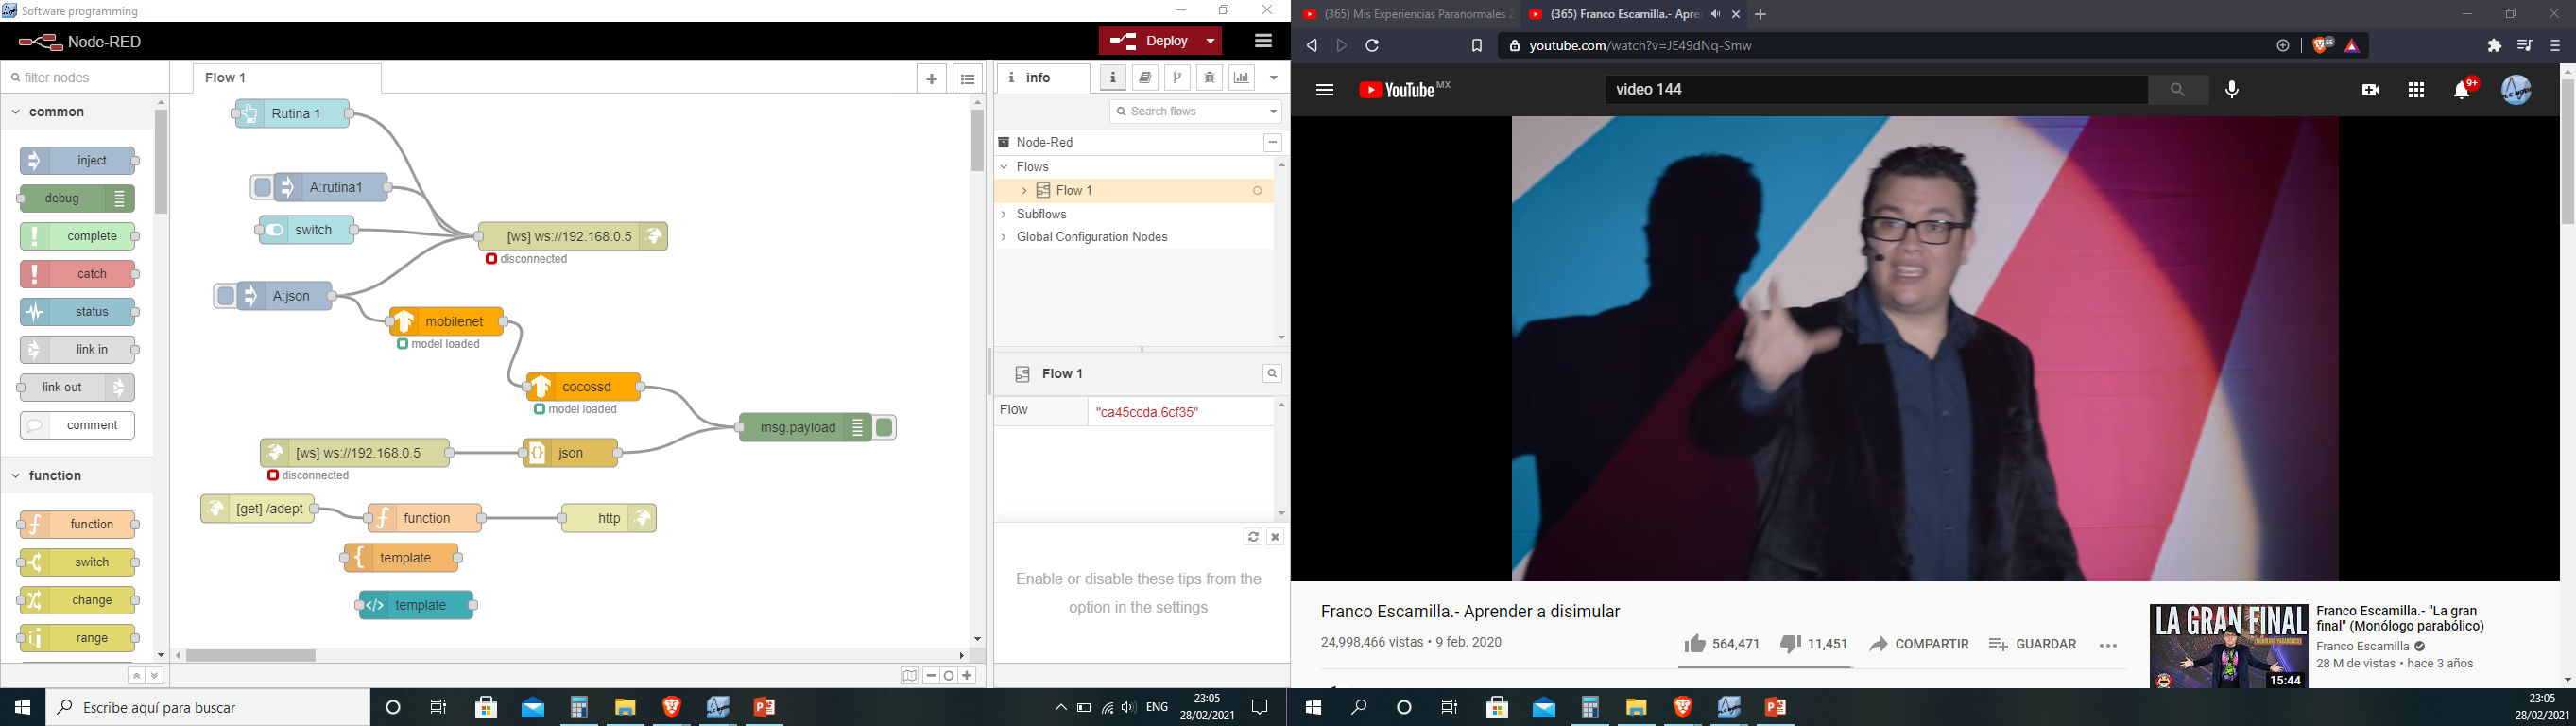 Software programming
Node-RED
Deploy
filter nodes
Flow 1
common
inject
debug
complete
catch
status
link in
link out
comment
function
function
switch
change
range
Rutina 1
A:rutina1
switch
[ws] ws://192.168.0.5
disconnected
A:json
mobilenet
model loaded
cocossd
model loaded
msg.payload
[ws] ws://192.168.0.5
json
disconnected
[get] /adept
function
http
template
template
info
Search flows
Node-Red
Flows
Flow 1
Subflows
Global Configuration Nodes
Flow 1
Flow "ca45ccda.6cf35"
Enable or disable these tips from the
option in the settings
Escribe aquí para buscar
ENG
23:05
28/02/2021
(365) Mis Experiencias Paranormales 2
(365) Franco Escamilla.- Apre
youtube.com/watch?v=JE49dNq-Smw
55
YouTube MX
video 144
9+
Franco Escamilla.- Aprender a disimular
24,998,466 vistas • 9 feb. 2020
564,471
11,451
COMPARTIR
GUARDAR
LA GRAN FINAL
15:44
Franco Escamilla.- "La gran
final" (Monólogo parabólico)
Franco Escamilla
28 M de vistas • hace 3 años
23:05
28/02/2021